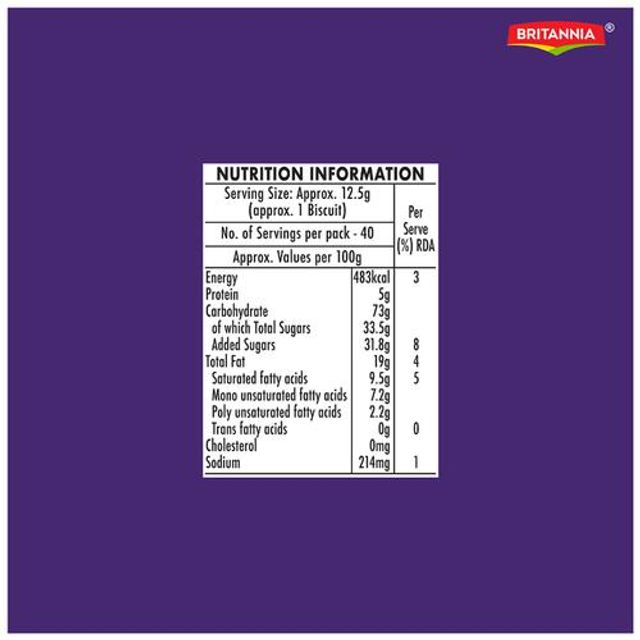 BRITANNIA ®
NUTRITION INFORMATION
Serving Size: Approx. 12.5g
(approx. 1 Biscuit)
No. of Servings per pack - 40
Approx. Values per 100g
Per
Serve
(%) RDA
Energy 483kcal 3
Protein 5g
Carbohydrate 73g
of which Total Sugars 33.5g
Added Sugars 31.8g 8
Total Fat 19g 4
Saturated fatty acids 9.5g 5
Mono unsaturated fatty acids 7.2g
Poly unsaturated fatty acids 2.2g
Trans fatty acids 0g 0
Cholesterol 0mg
Sodium 214mg 1